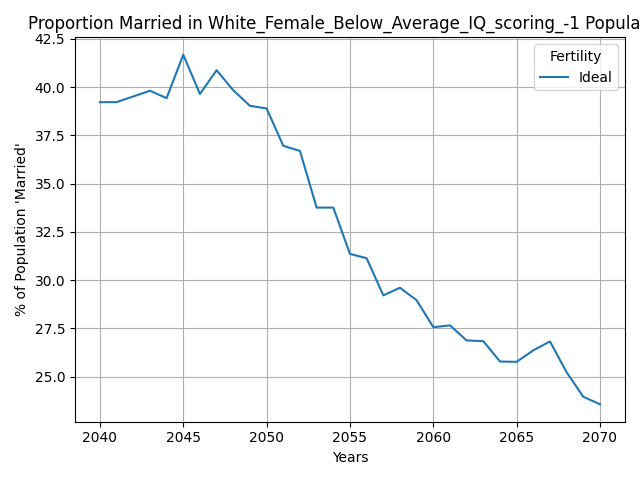 Proportion Married in White_Female_Below_Average_IQ_scoring_-1 Popula
42.5
40.0
37.5
35.0
32.5
30.0
27.5
25.0
% of Population 'Married'
Fertility
Ideal
2040 2045 2050 2055 2060 2065 2070
Years